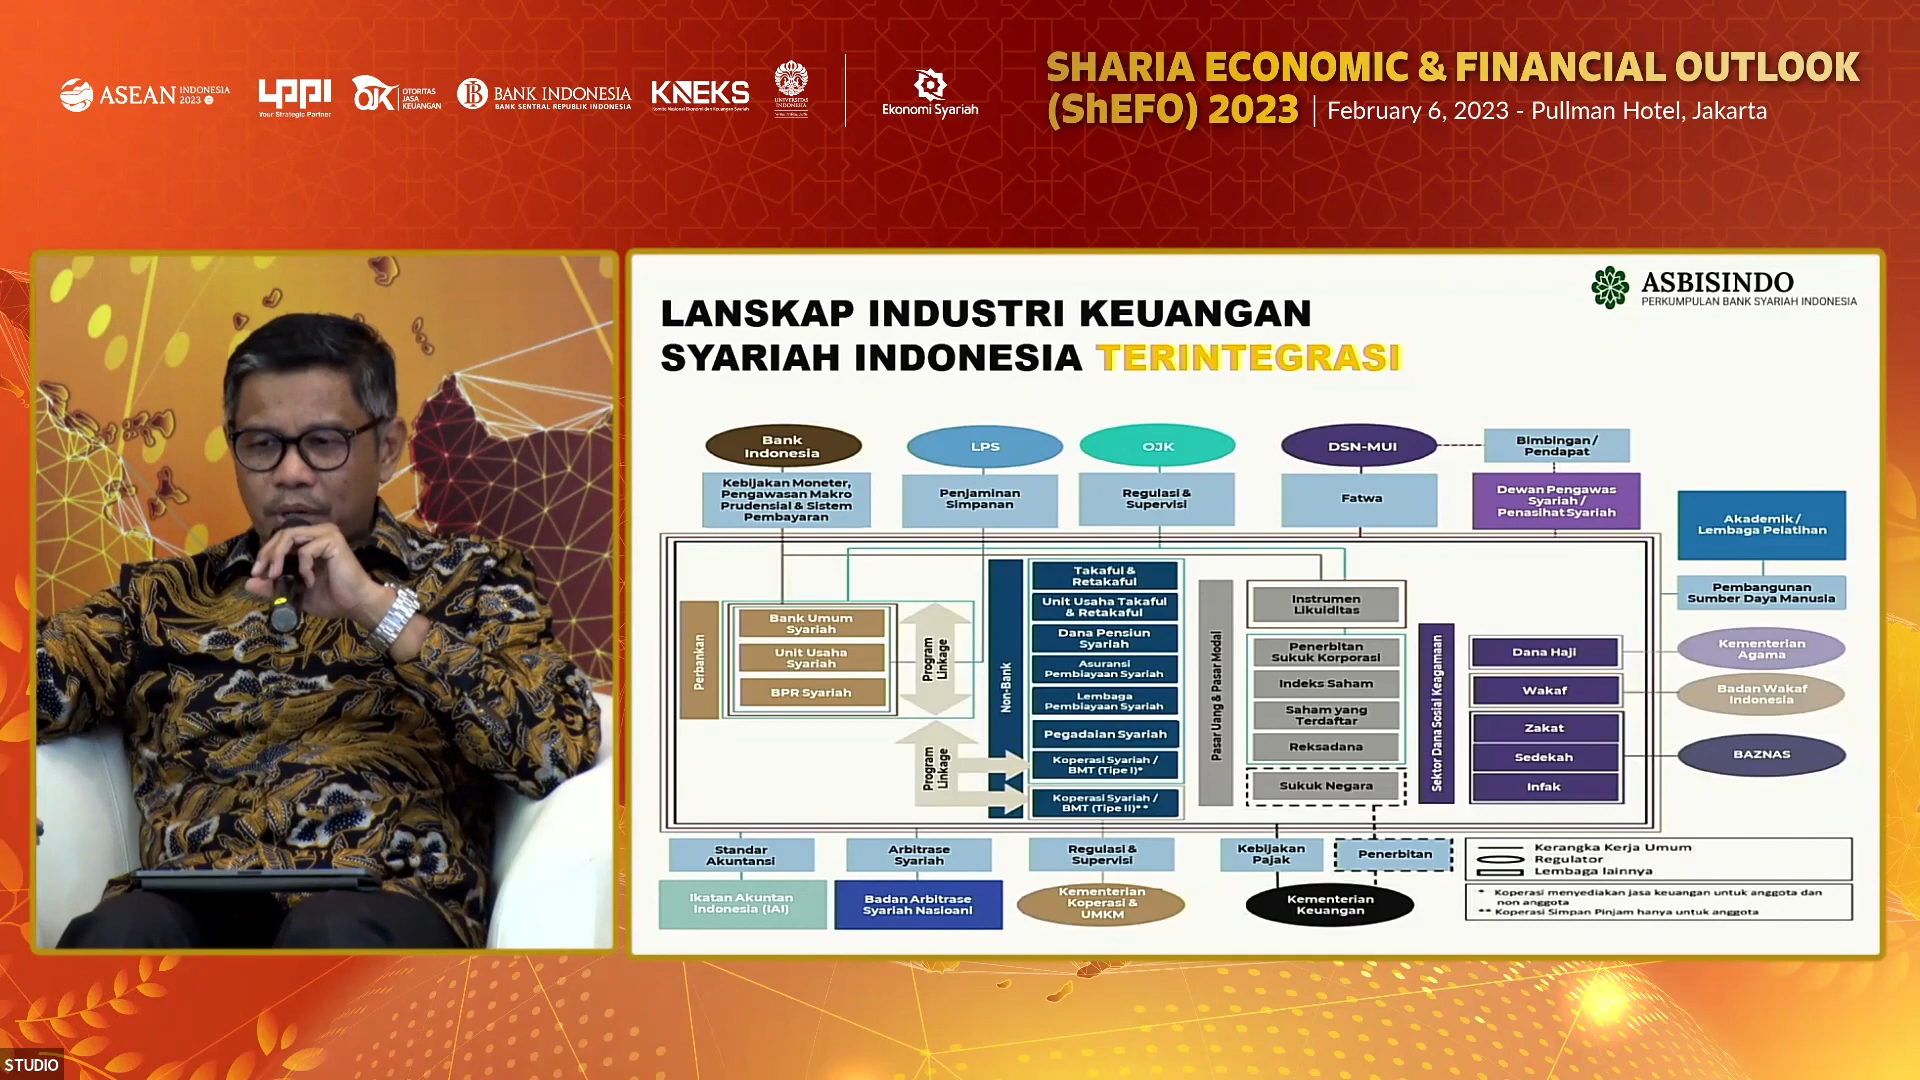 ASEAN INDONESIA 2023
LPPI
Your Strategic Partner
OJK OTORITAS JASA KEUANGAN
BANK INDONESIA
BANK SENTRAL REPUBLIK INDONESIA
KNEKS
Komite Nasional Ekonomi dan Keuangan Syariah
UNIVERSITAS INDONESIA
Ekonomi Syariah
SHARIA ECONOMIC & FINANCIAL OUTLOOK
(ShEFO) 2023 | February 6, 2023 - Pullman Hotel, Jakarta
ASBISINDO
PERKUMPULAN BANK SYARIAH INDONESIA
LANSKAP INDUSTRI KEUANGAN
SYARIAH INDONESIA TERINTEGRASI
Bank
Indonesia
LPS
OJK
DSN-MUI
Bimbingan /
Pendapat
Kebijakan Moneter,
Pengawasan Makro
Prudensial & Sistem
Pembayaran
Penjaminan
Simpanan
Regulasi &
Supervisi
Fatwa
Dewan Pengawas
Syariah /
Penasihat Syariah
Akademik /
Lembaga Pelatihan
Pembangunan
Sumber Daya Manusia
Perbankan
Bank Umum
Syariah
Unit Usaha
Syariah
BPR Syariah
Program
Linkage
Program
Linkage
Non-Bank
Takaful &
Retakaful
Unit Usaha Takaful
& Retakaful
Dana Pensiun
Syariah
Asuransi
Pembiayaan Syariah
Lembaga
Pembiayaan Syariah
Pegadaian Syariah
Koperasi Syariah /
BMT (Tipe I)*
Koperasi Syariah /
BMT (Tipe II)**
Pasar Uang & Pasar Modal
Instrumen
Likuiditas
Penerbitan
Sukuk Korporasi
Indeks Saham
Saham yang
Terdaftar
Reksadana
Sukuk Negara
Sektor Dana Sosial Keagamaan
Dana Haji
Wakaf
Zakat
Sedekah
Infak
Kementerian
Agama
Badan Wakaf
Indonesia
BAZNAS
Standar
Akuntansi
Arbitrase
Syariah
Regulasi &
Supervisi
Kebijakan
Pajak
Penerbitan
Ikatan Akuntan
Indonesia (IAI)
Badan Arbitrase
Syariah Nasioanl
Kementerian
Koperasi &
UMKM
Kementerian
Keuangan
Kerangka Kerja Umum
Regulator
Lembaga lainnya
* Koperasi menyediakan jasa keuangan untuk anggota dan
non anggota
** Koperasi Simpan Pinjam hanya untuk anggota
STUDIO